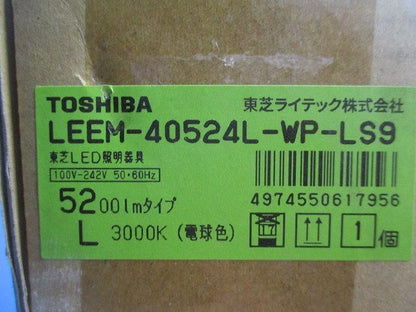 TOSHIBA 東芝ライテック株式会社
LEEM-40524L-WP-LS9
東芝LED照明器具
100V-242V 50・60Hz
5200lmタイプ
4974550617956
L 3000K (電球色)
1個